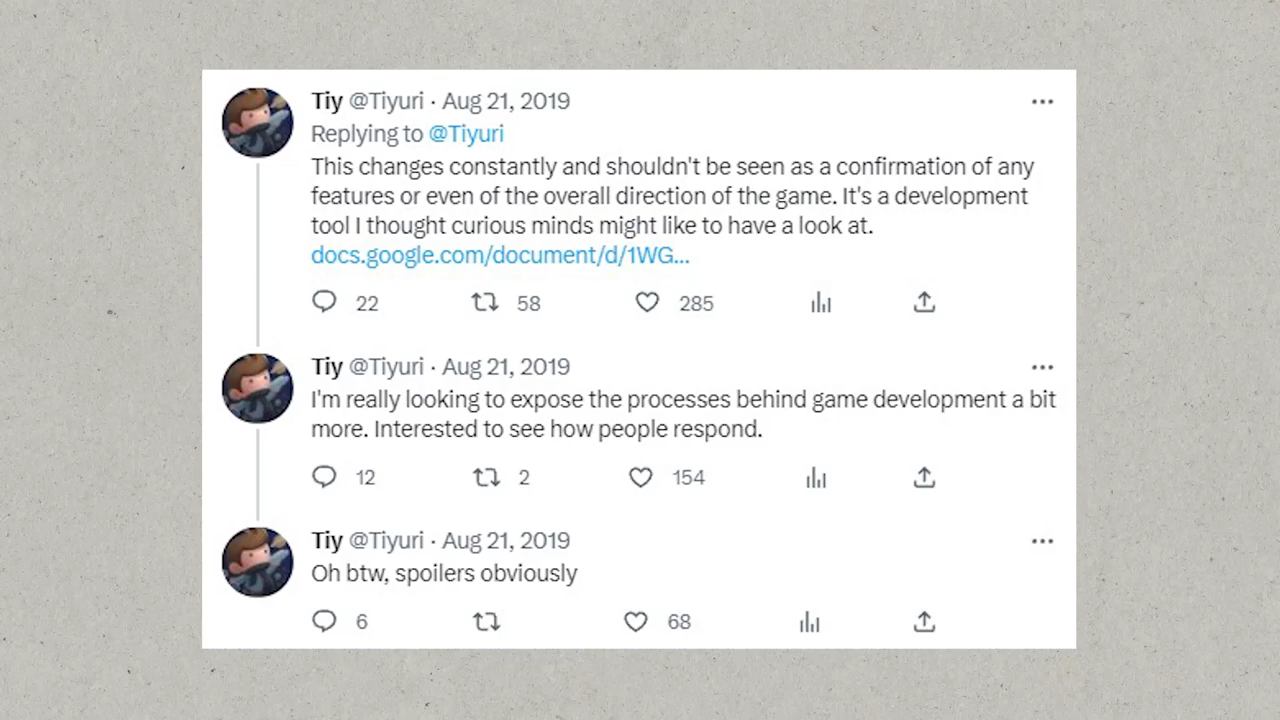 Tiy @Tiyuri · Aug 21, 2019
Replying to @Tiyuri
This changes constantly and shouldn't be seen as a confirmation of any
features or even of the overall direction of the game. It's a development
tool I thought curious minds might like to have a look at.
docs.google.com/document/d/1WG...
22 58 285
Tiy @Tiyuri · Aug 21, 2019
I'm really looking to expose the processes behind game development a bit
more. Interested to see how people respond.
12 2 154
Tiy @Tiyuri · Aug 21, 2019
Oh btw, spoilers obviously
6 68